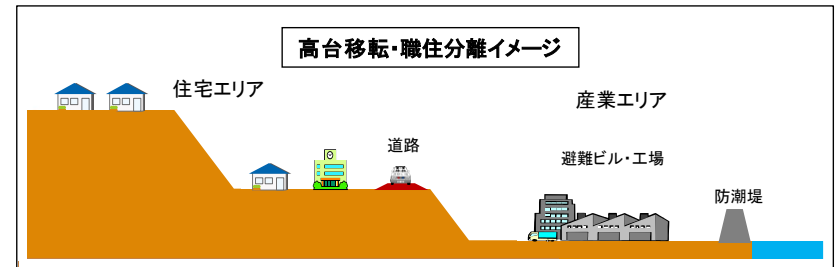 高台移転・職住分離イメージ
住宅エリア
産業エリア
道路
避難ビル・工場
防潮堤